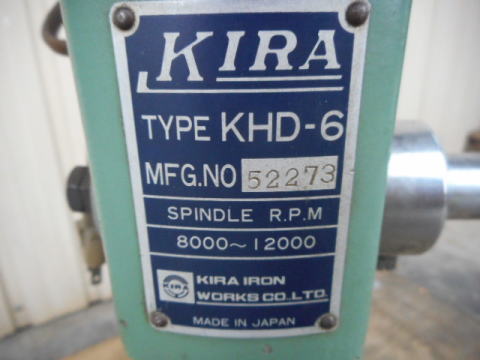 KIRA
TYPE KHD-6
MFG.NO 52273
SPINDLE R.P.M
8000~12000
KIRA
KIRA IRON
WORKS CO.,LTD.
MADE IN JAPAN